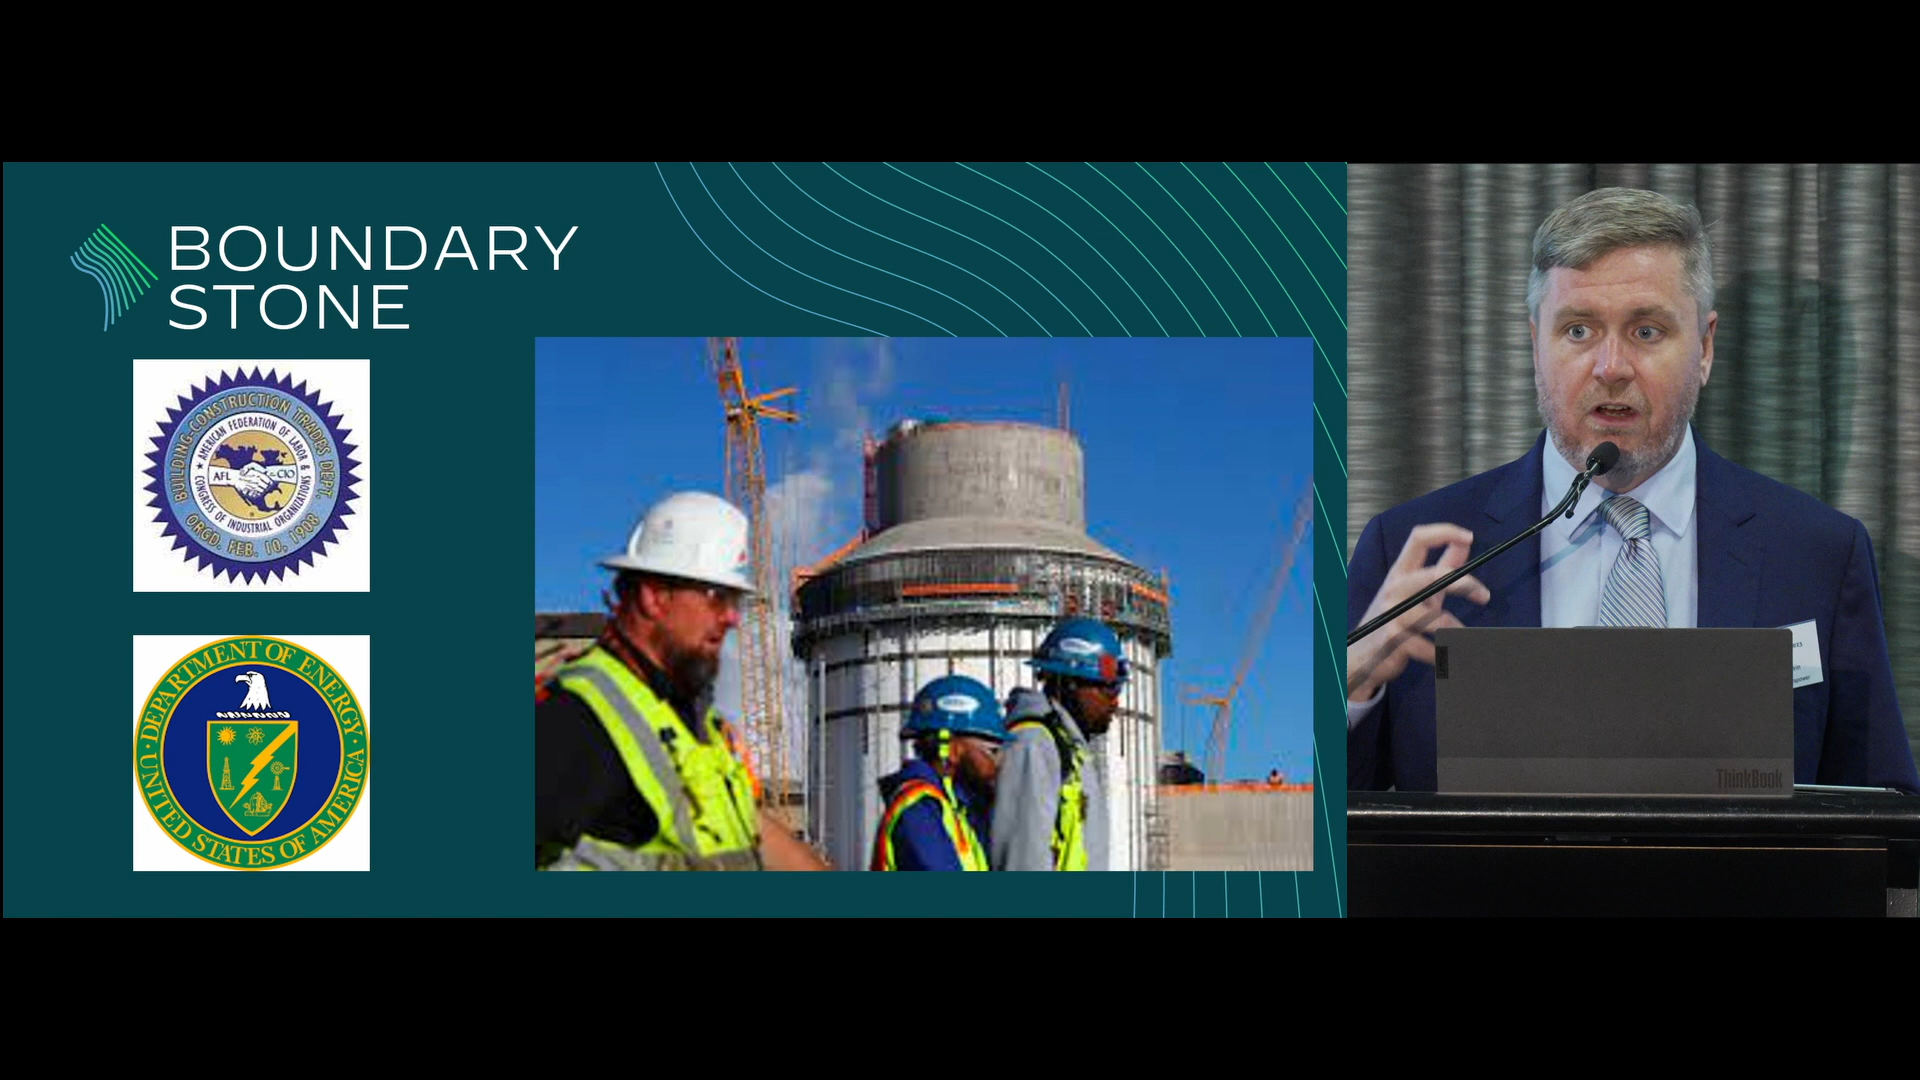 BOUNDARY
STONE
BUILDING-CONSTRUCTION TRADES DEPT.
AMERICAN FEDERATION OF LABOR &
CONGRESS OF INDUSTRIAL ORGANIZATIONS
AFL CIO
ORGD. FEB. 10, 1908
DEPARTMENT OF ENERGY
UNITED STATES OF AMERICA
ThinkBook